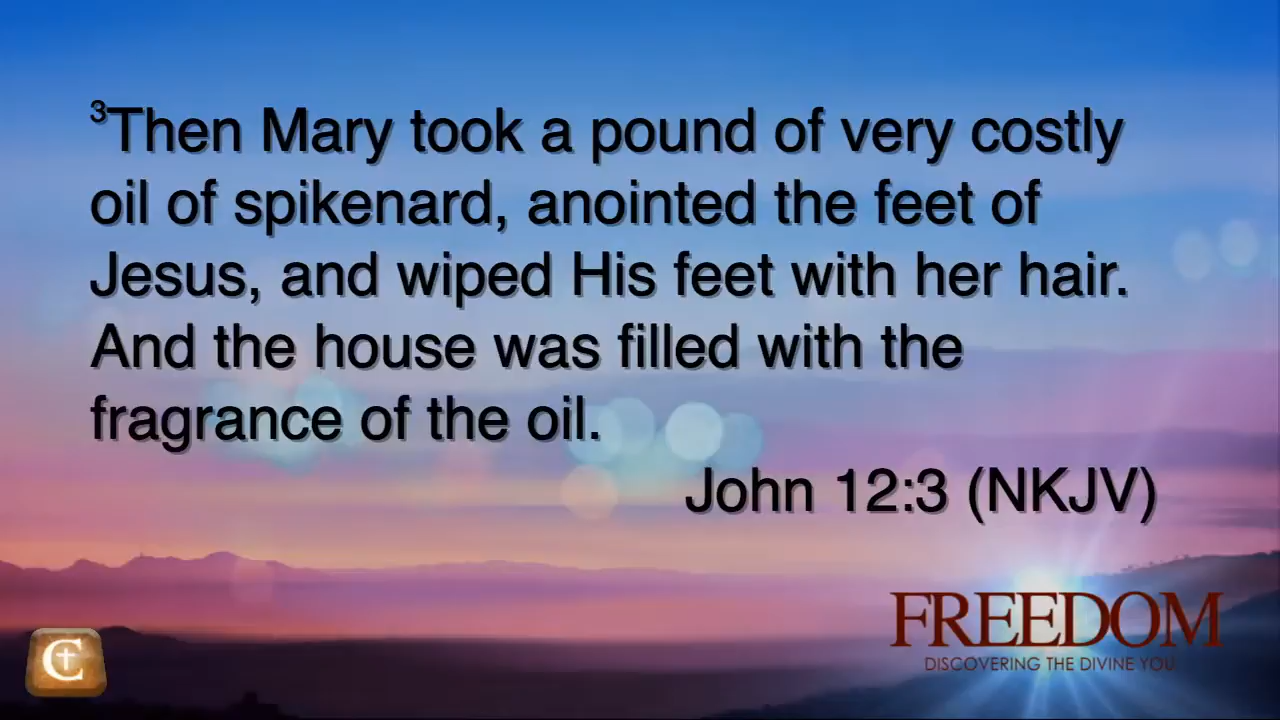 ³Then Mary took a pound of very costly
oil of spikenard, anointed the feet of
Jesus, and wiped His feet with her hair.
And the house was filled with the
fragrance of the oil.
John 12:3 (NKJV)
FREEDOM
DISCOVERING THE DIVINE YOU
C